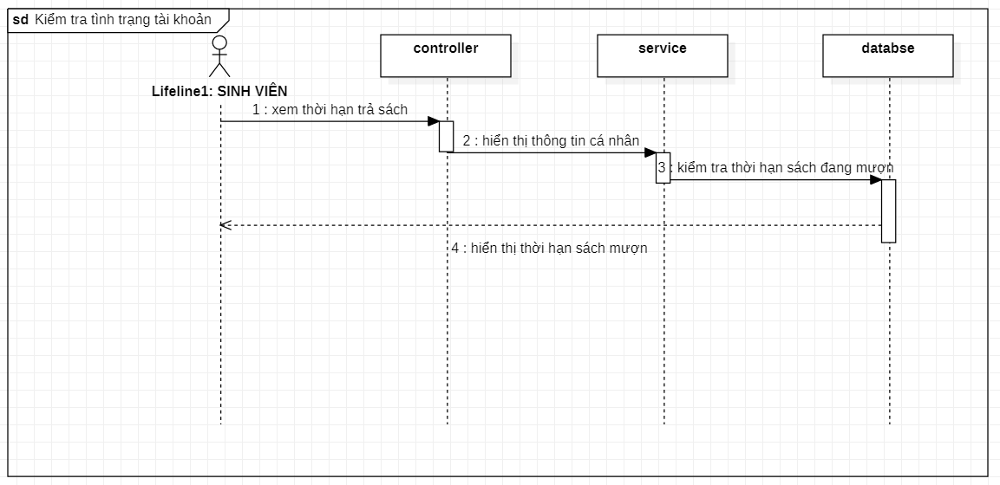 sd Kiểm tra tình trạng tài khoản
controller
service
databse
Lifeline1: SINH VIÊN
1 : xem thời hạn trả sách
2 : hiển thị thông tin cá nhân
3 : kiểm tra thời hạn sách đang mượn
4 : hiển thị thời hạn sách mượn